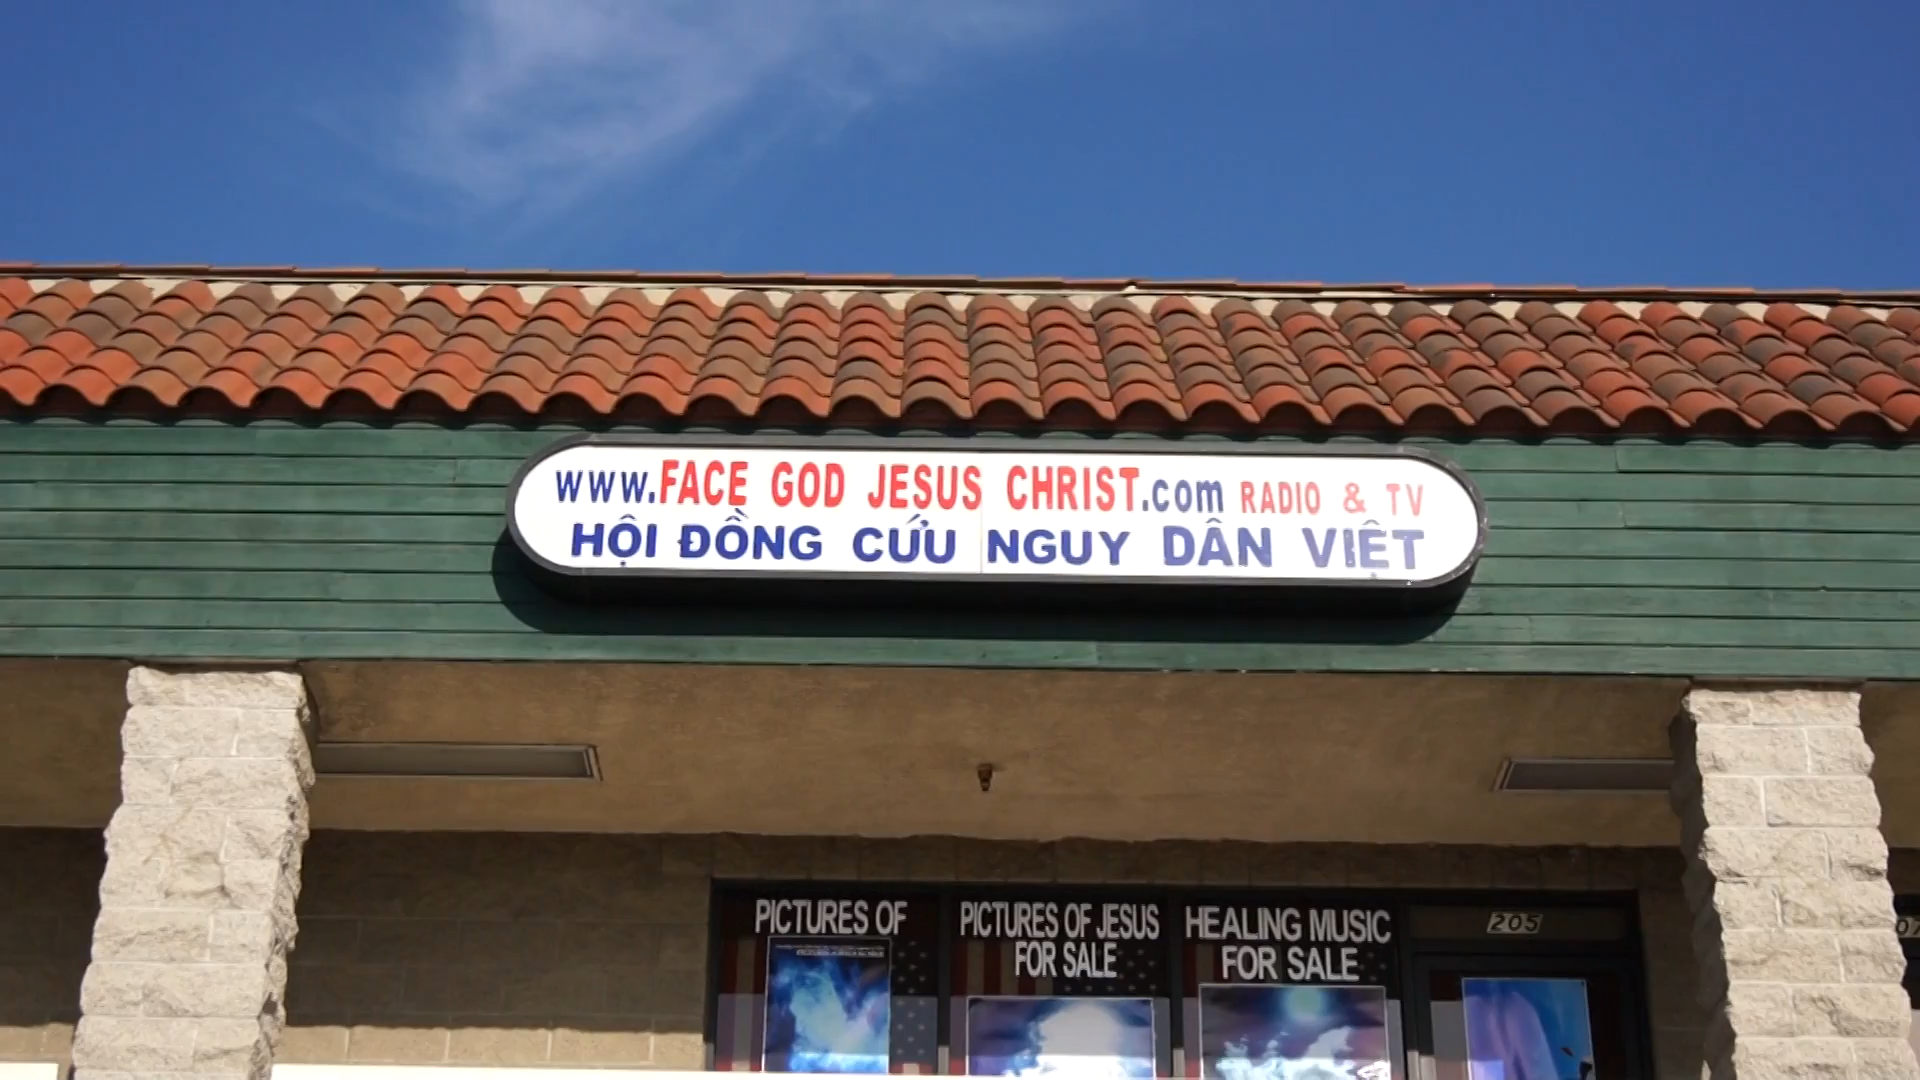 www.FACE GOD JESUS CHRIST.com RADIO & TV
HỘI ĐỒNG CỨU NGUY DÂN VIỆT
PICTURES OF
PICTURES OF JESUS
FOR SALE
HEALING MUSIC
FOR SALE
205